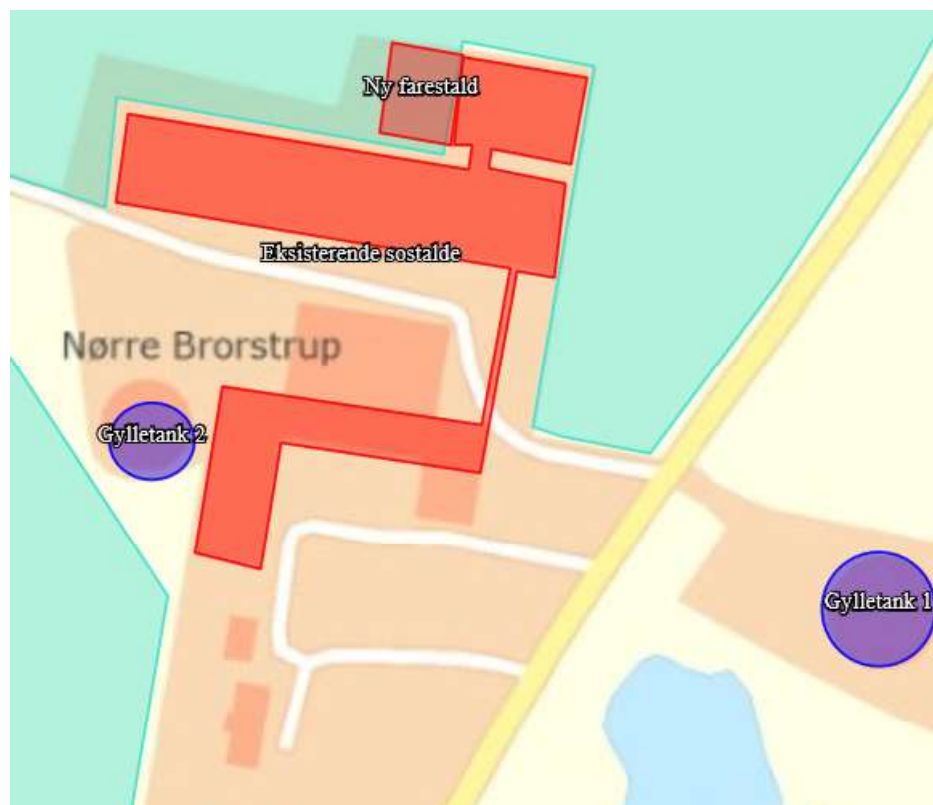 Ny farestald
Eksisterende sostalde
Nørre Brorstrup
Gylletank 2
Gylletank 1